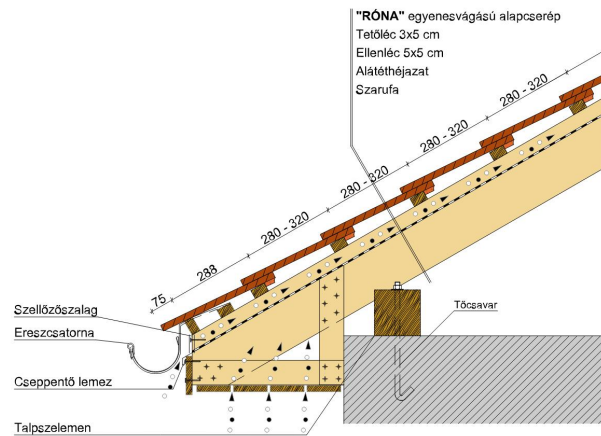 "RÓNA" egyenesvágású alapcserép
Tetőléc 3x5 cm
Ellenléc 5x5 cm
Alátéthéjazat
Szarufa
280 - 320
280 - 320
280 - 320
280 - 320
288
75
Szellőzőszalag
Ereszcsatorna
Tőcsavar
Cseppentő lemez
Talpszelemen